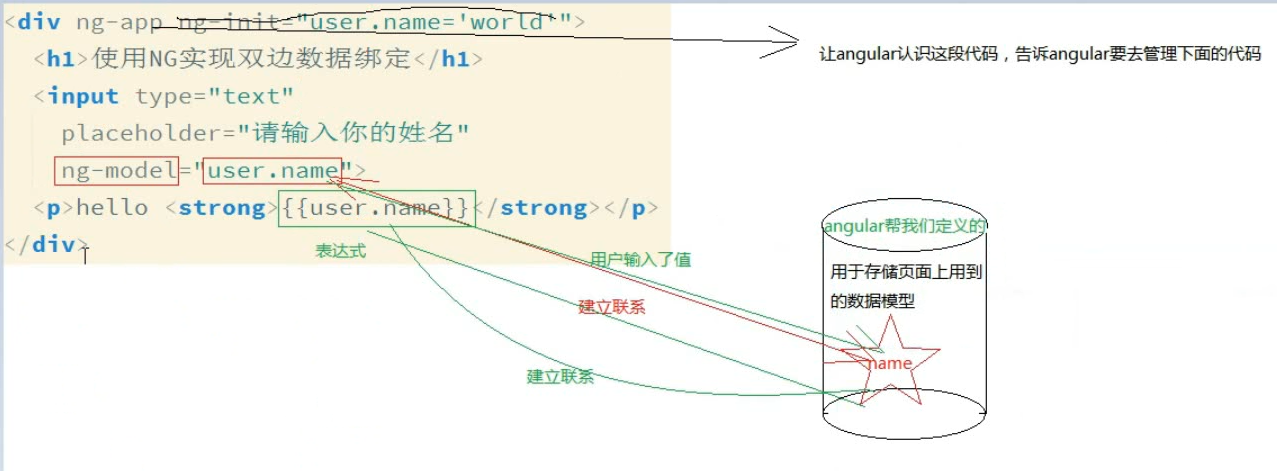 <div ng-app ng-init="user.name='world'">
<h1>使用NG实现双边数据绑定</h1>
<input type="text"
placeholder="请输入你的姓名"
ng-model="user.name">
<p>hello <strong>{{user.name}}</strong></p>
</div>
让angular认识这段代码，告诉angular要去管理下面的代码
表达式
用户输入了值
建立联系
建立联系
angular帮我们定义的
用于存储页面上用到
的数据模型
name